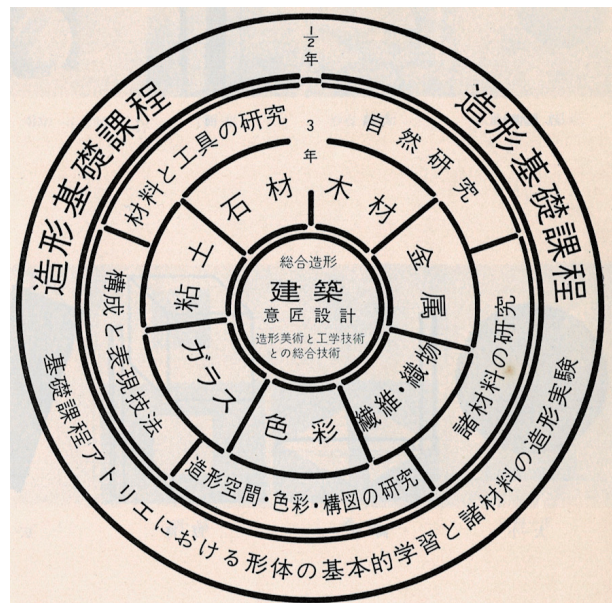 1/2
年
造形基礎課程
造形基礎課程
基礎課程アトリエにおける形体の基本的学習と諸材料の造形実験
3
年
材料と工具の研究
自然研究
諸材料の研究
造形空間・色彩・構図の研究
構成と表現技法
石材
木材
金属
繊維・織物
色彩
ガラス
粘土
総合造形
建築
意匠設計
造形美術と工学技術
との総合技術